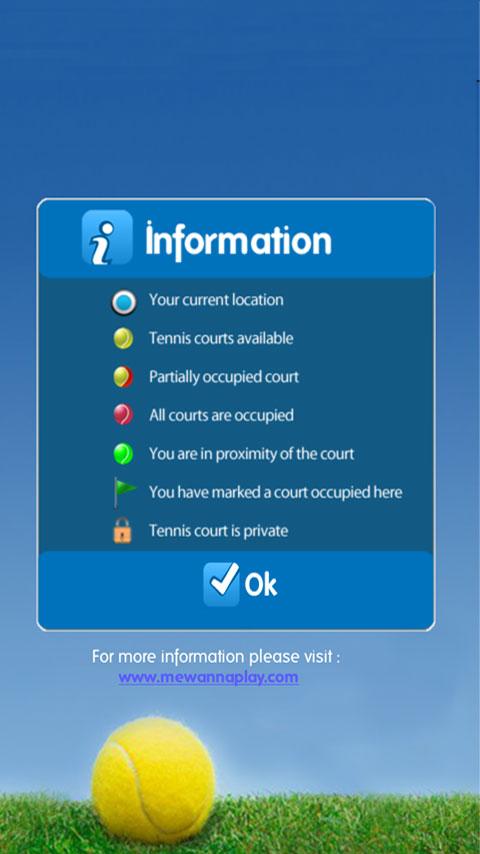 Information
Your current location
Tennis courts available
Partially occupied court
All courts are occupied
You are in proximity of the court
You have marked a court occupied here
Tennis court is private
Ok
For more information please visit :
www.mewannaplay.com